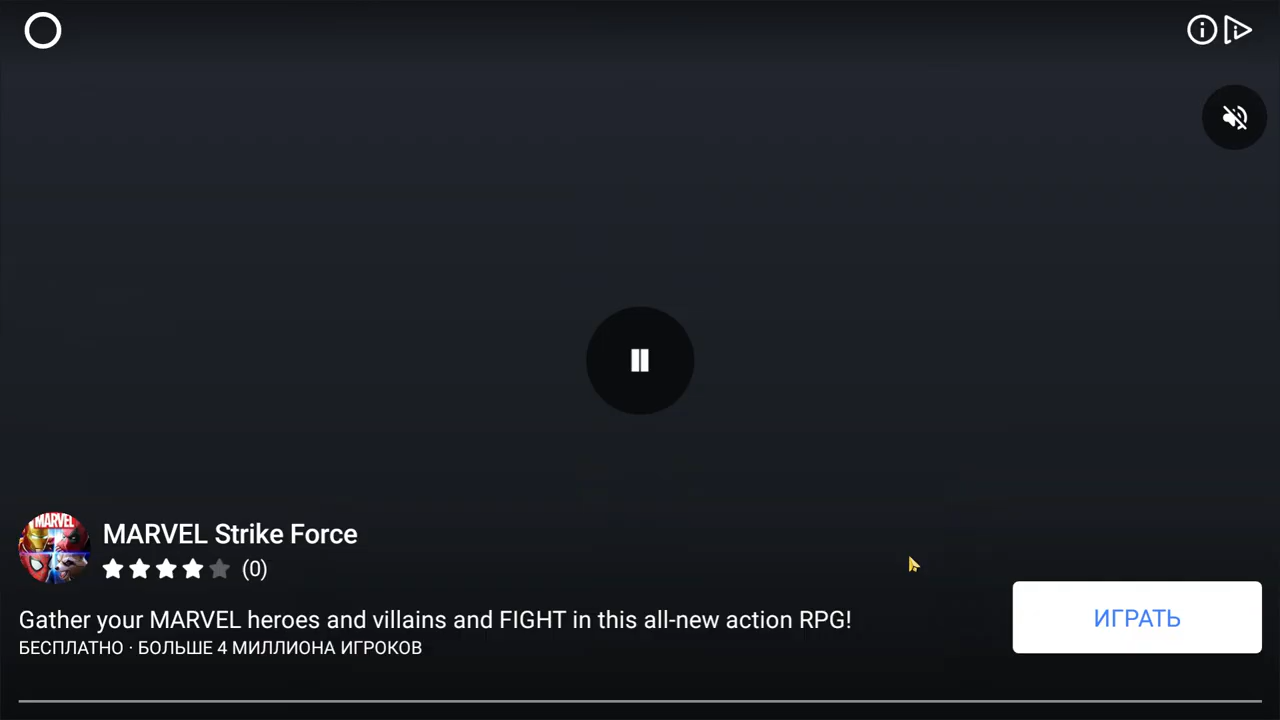 MARVEL
MARVEL Strike Force
(0)
Gather your MARVEL heroes and villains and FIGHT in this all-new action RPG!
БЕСПЛАТНО · БОЛЬШЕ 4 МИЛЛИОНА ИГРОКОВ
ИГРАТЬ